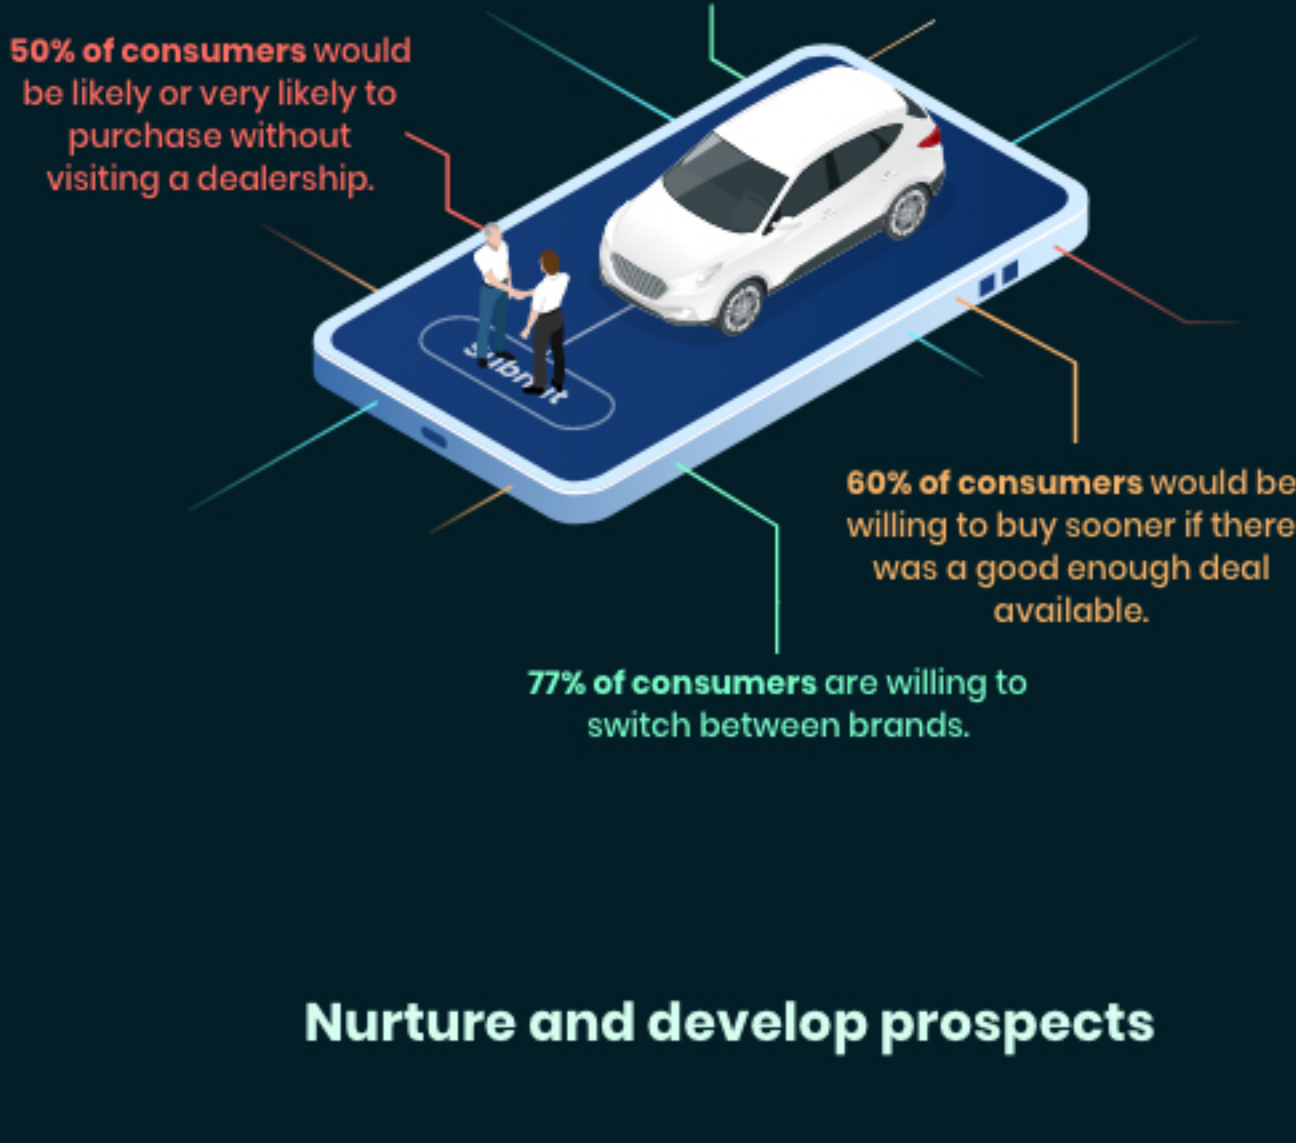 50% of consumers would
be likely or very likely to
purchase without
visiting a dealership.
Submit
60% of consumers would be
willing to buy sooner if there
was a good enough deal
available.
77% of consumers are willing to
switch between brands.
Nurture and develop prospects